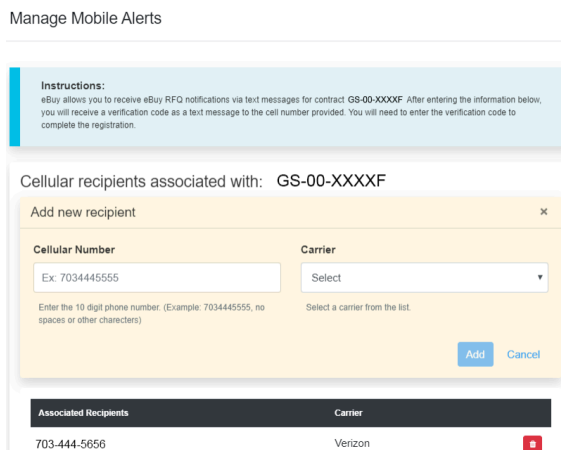 Manage Mobile Alerts
Instructions:
eBuy allows you to receive eBuy RFQ notifications via text messages for contract GS-00-XXXXF After entering the information below,
you will receive a verification code as a text message to the cell number provided. You will need to enter the verification code to
complete the registration.
Cellular recipients associated with: GS-00-XXXXF
Add new recipient ×
Cellular Number Carrier
Ex: 7034445555 Select
Enter the 10 digit phone number. (Example: 7034445555, no Select a carrier from the list.
spaces or other charecters)
Add Cancel
Associated Recipients Carrier
703-444-5656 Verizon